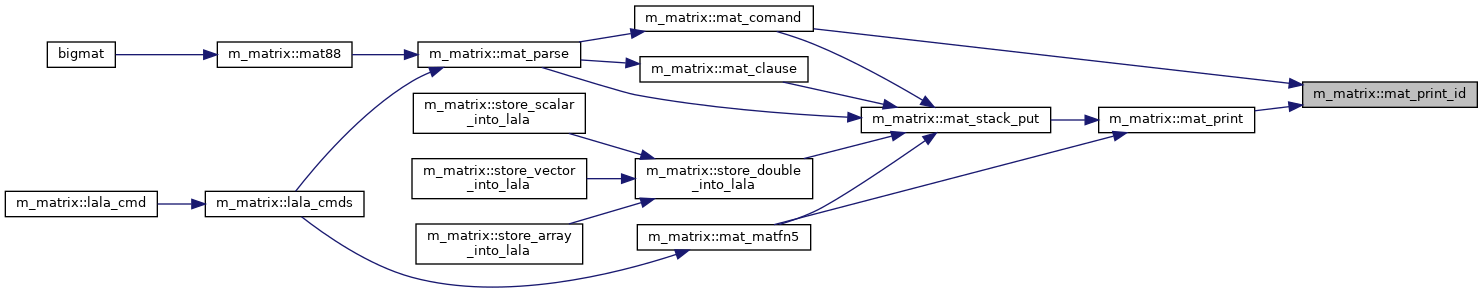 m_matrix::mat_comand
bigmat
m_matrix::mat88
m_matrix::mat_parse
m_matrix::mat_clause
m_matrix::mat_print_id
m_matrix::store_scalar
_into_lala
m_matrix::mat_stack_put
m_matrix::mat_print
m_matrix::store_vector
_into_lala
m_matrix::store_double
_into_lala
m_matrix::lala_cmd
m_matrix::lala_cmds
m_matrix::store_array
_into_lala
m_matrix::mat_matfn5